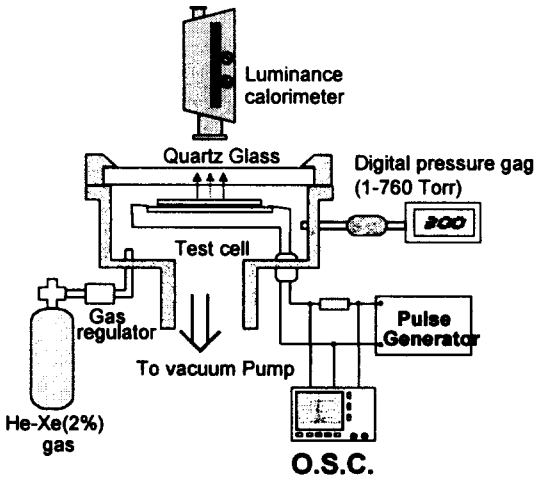 Luminance
calorimeter
Quartz Glass
Digital pressure gag
(1-760 Torr)
300
Test cell
Gas
regulator
Pulse
Generator
To vacuum Pump
He-Xe(2%)
gas
O.S.C.